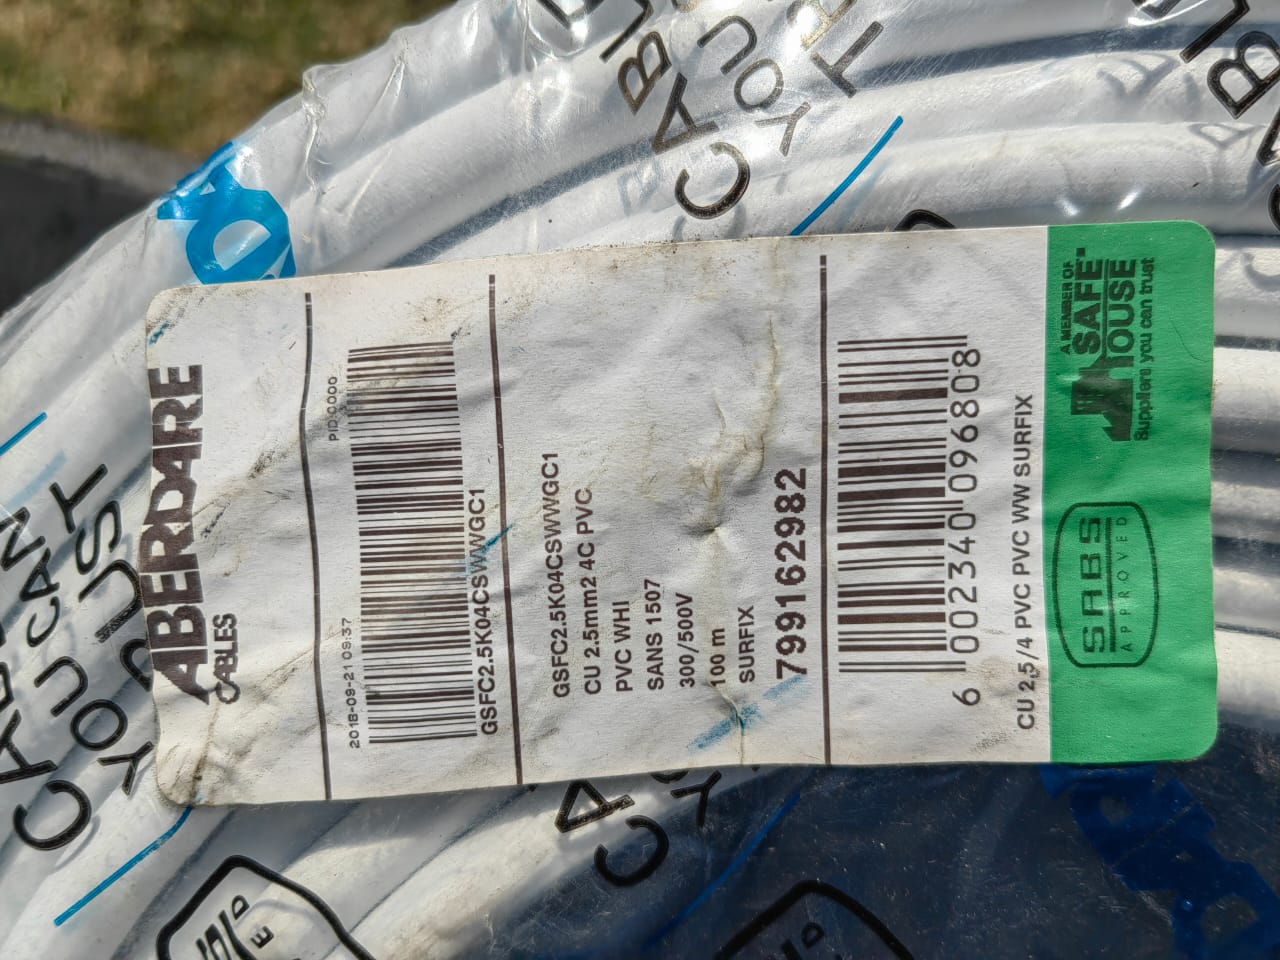 ABERDARE
CABLES
2018-09-21 09:37 PID:0000
GSFC2.5K04CSWWGC1
GSFC2.5K04CSWWGC1
CU 2.5mm2 4C PVC
PVC WHI
SANS 1507
300/500V
100 m
SURFIX
799162982
6 002340 096808
CU 2,5/4 PVC PVC WW SURFIX
SABS
APPROVED
A MEMBER OF
SAFE
HOUSE
Suppliers you can trust
CABL
YOU CAN
TRUST